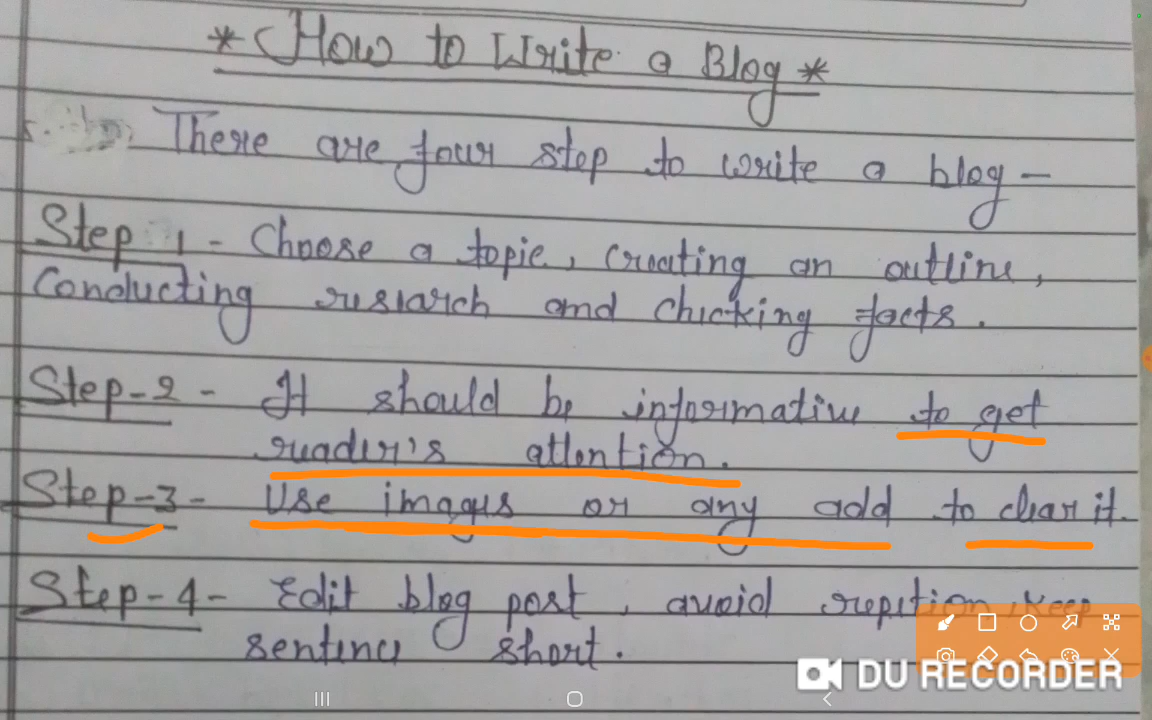 * How to Write a Blog *
There are four step to write a blog -
Step 1 - Choose a topic, creating an outline,
Conducting research and checking facts.
Step-2 - It should be informative to get
reader's attention.
Step-3 - Use images or any add to clear it.
Step-4 - Edit blog post, avoid repition, keep
sentence short.
DU RECORDER